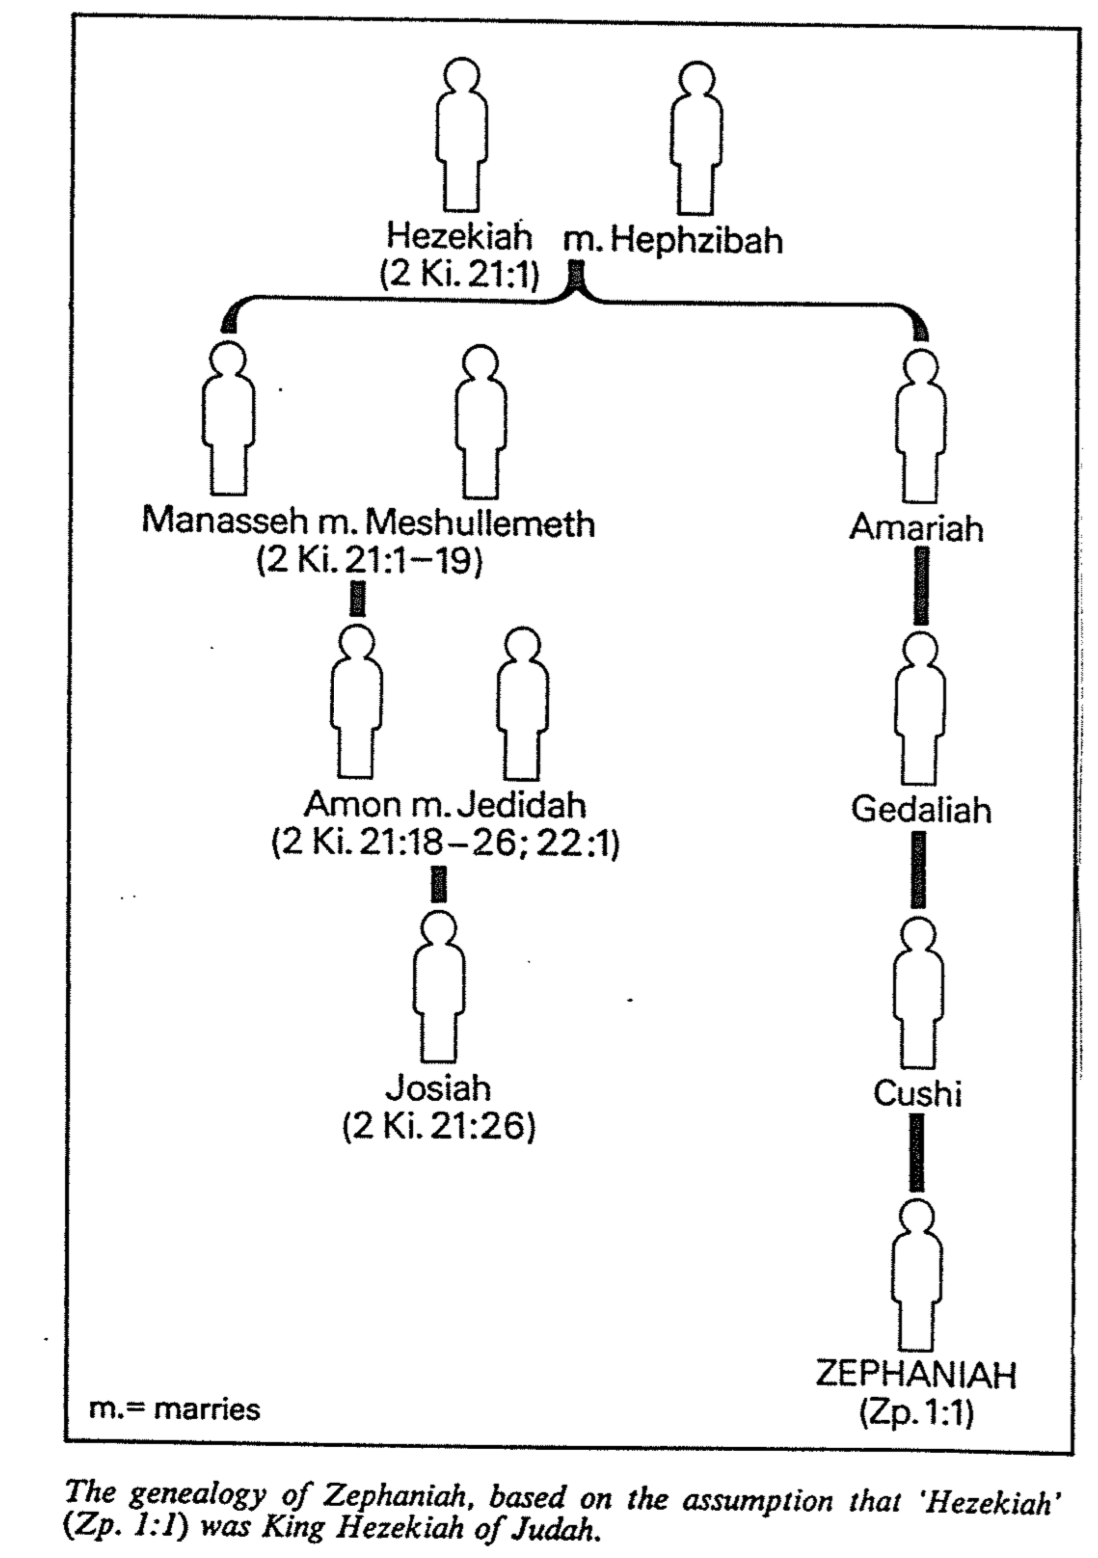 Hezekiah m. Hephzibah
(2 Ki. 21:1)
Manasseh m. Meshullemeth
(2 Ki. 21:1–19)
Amariah
Amon m. Jedidah
(2 Ki. 21:18–26; 22:1)
Gedaliah
Josiah
(2 Ki. 21:26)
Cushi
ZEPHANIAH
(Zp. 1:1)
m.= marries
The genealogy of Zephaniah, based on the assumption that 'Hezekiah'
(Zp. 1:1) was King Hezekiah of Judah.